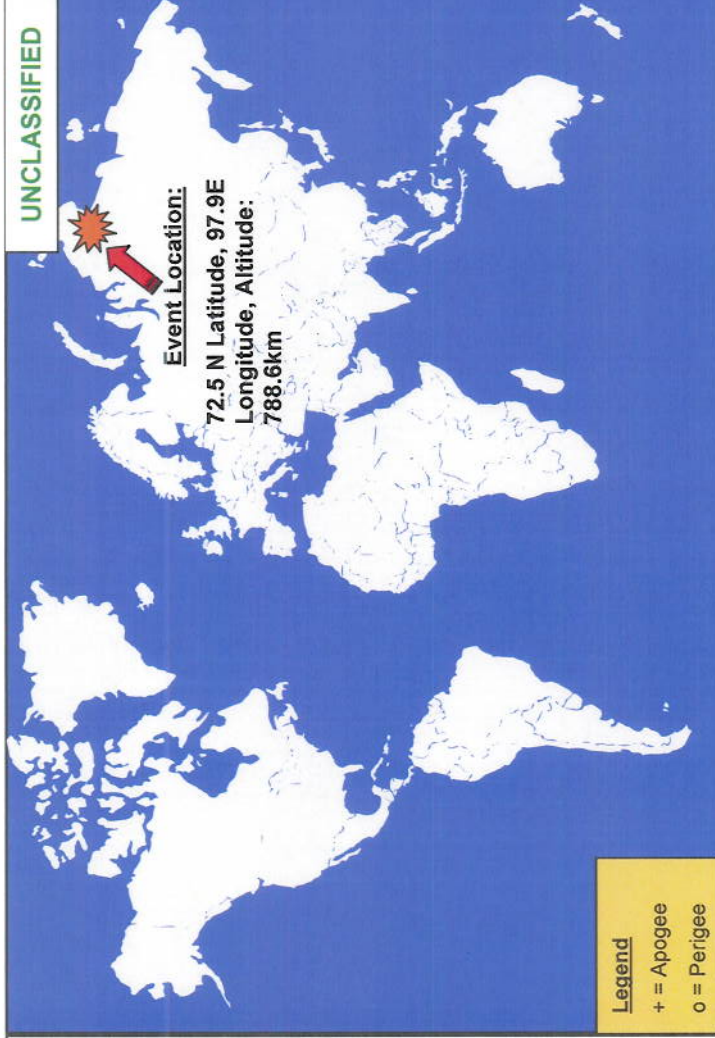 UNCLASSIFIED
Event Location:
72.5 N Latitude, 97.9E
Longitude, Altitude:
788.6km
Legend
+ = Apogee
o = Perigee